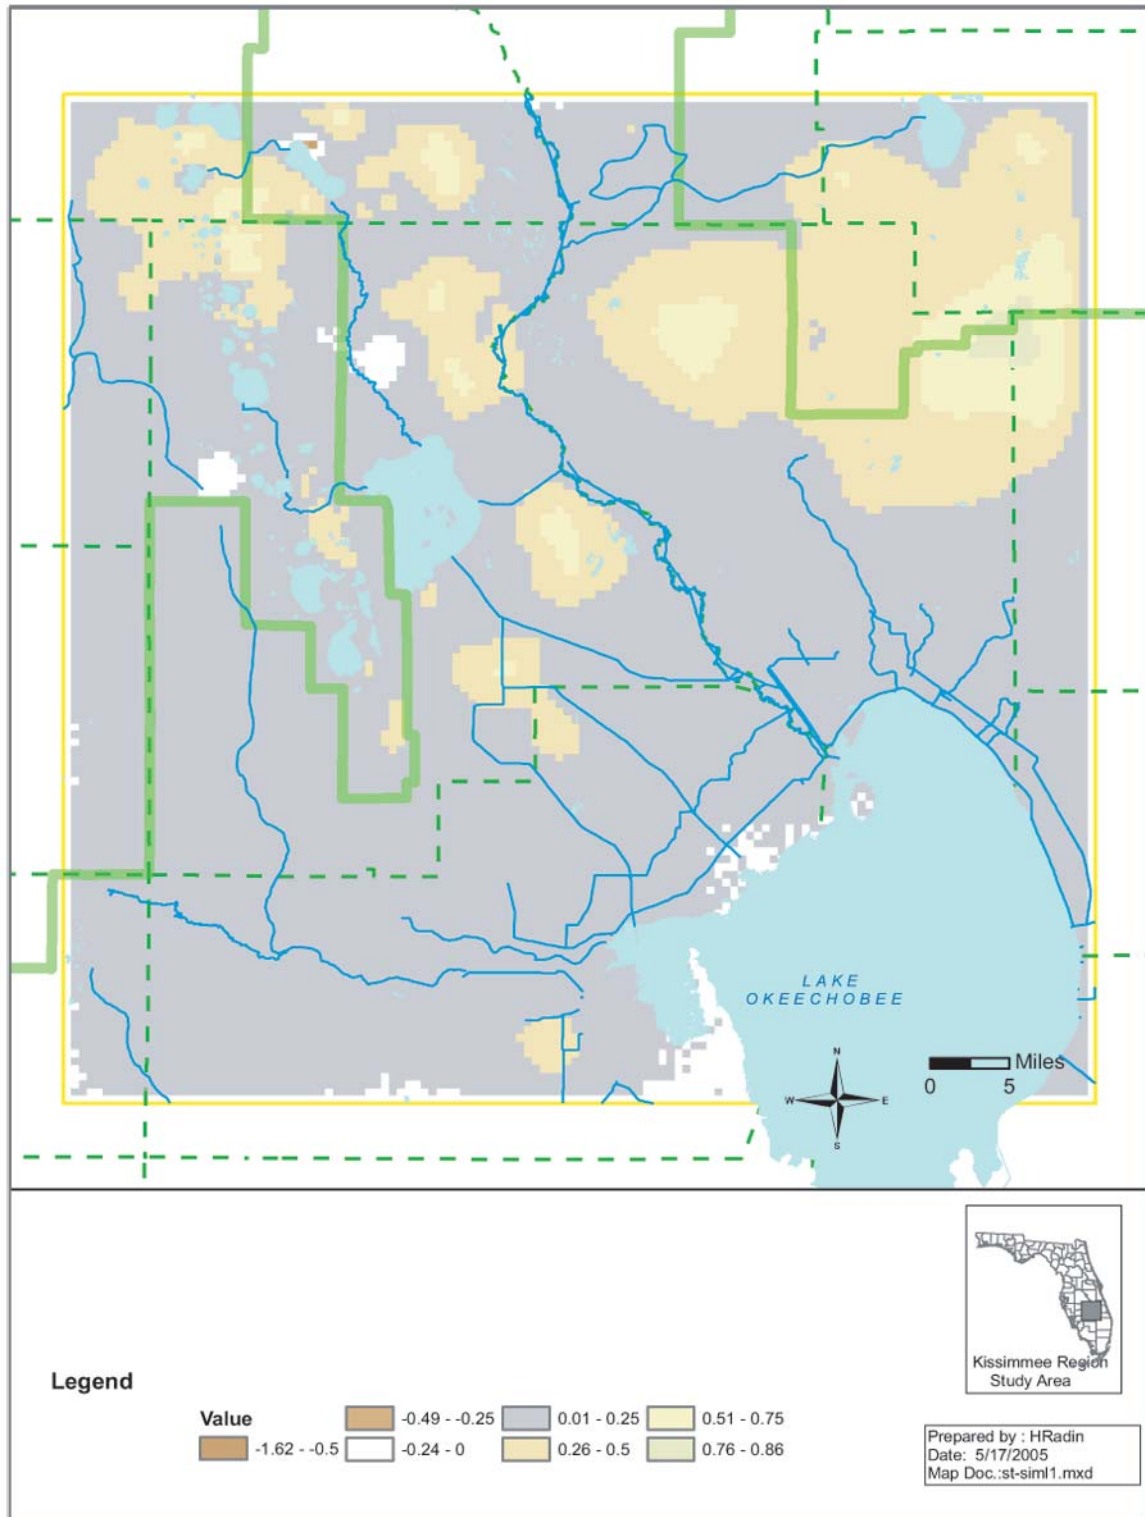 LAKE
OKEECHOBEE
N
W
E
S
Miles
0
5
Kissimmee Region
Study Area
Legend
Value
-1.62 - -0.5
-0.49 - -0.25
-0.24 - 0
0.01 - 0.25
0.26 - 0.5
0.51 - 0.75
0.76 - 0.86
Prepared by : HRadin
Date: 5/17/2005
Map Doc.:st-siml1.mxd